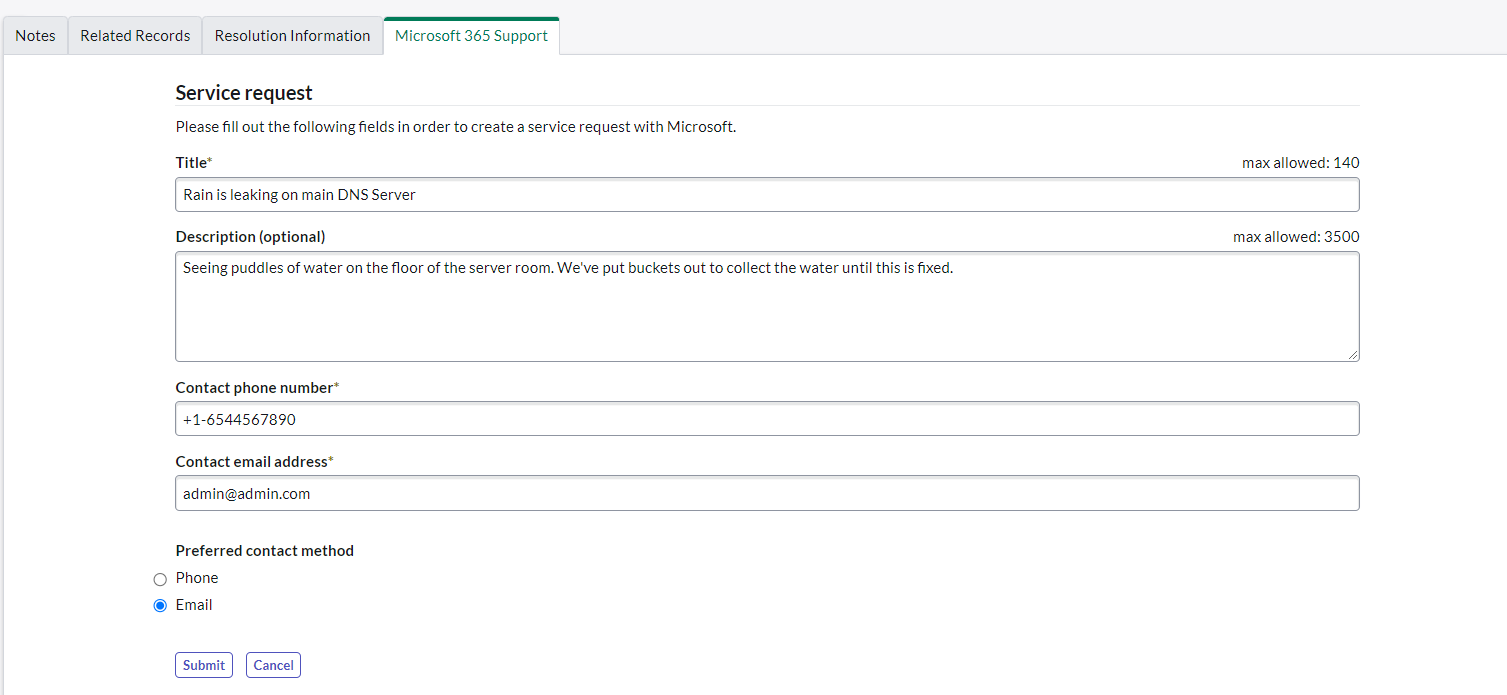 Notes Related Records Resolution Information Microsoft 365 Support
Service request
Please fill out the following fields in order to create a service request with Microsoft.
Title* max allowed: 140
Rain is leaking on main DNS Server
Description (optional) max allowed: 3500
Seeing puddles of water on the floor of the server room. We've put buckets out to collect the water until this is fixed.
Contact phone number*
+1-6544567890
Contact email address*
admin@admin.com
Preferred contact method
Phone
Email
Submit Cancel